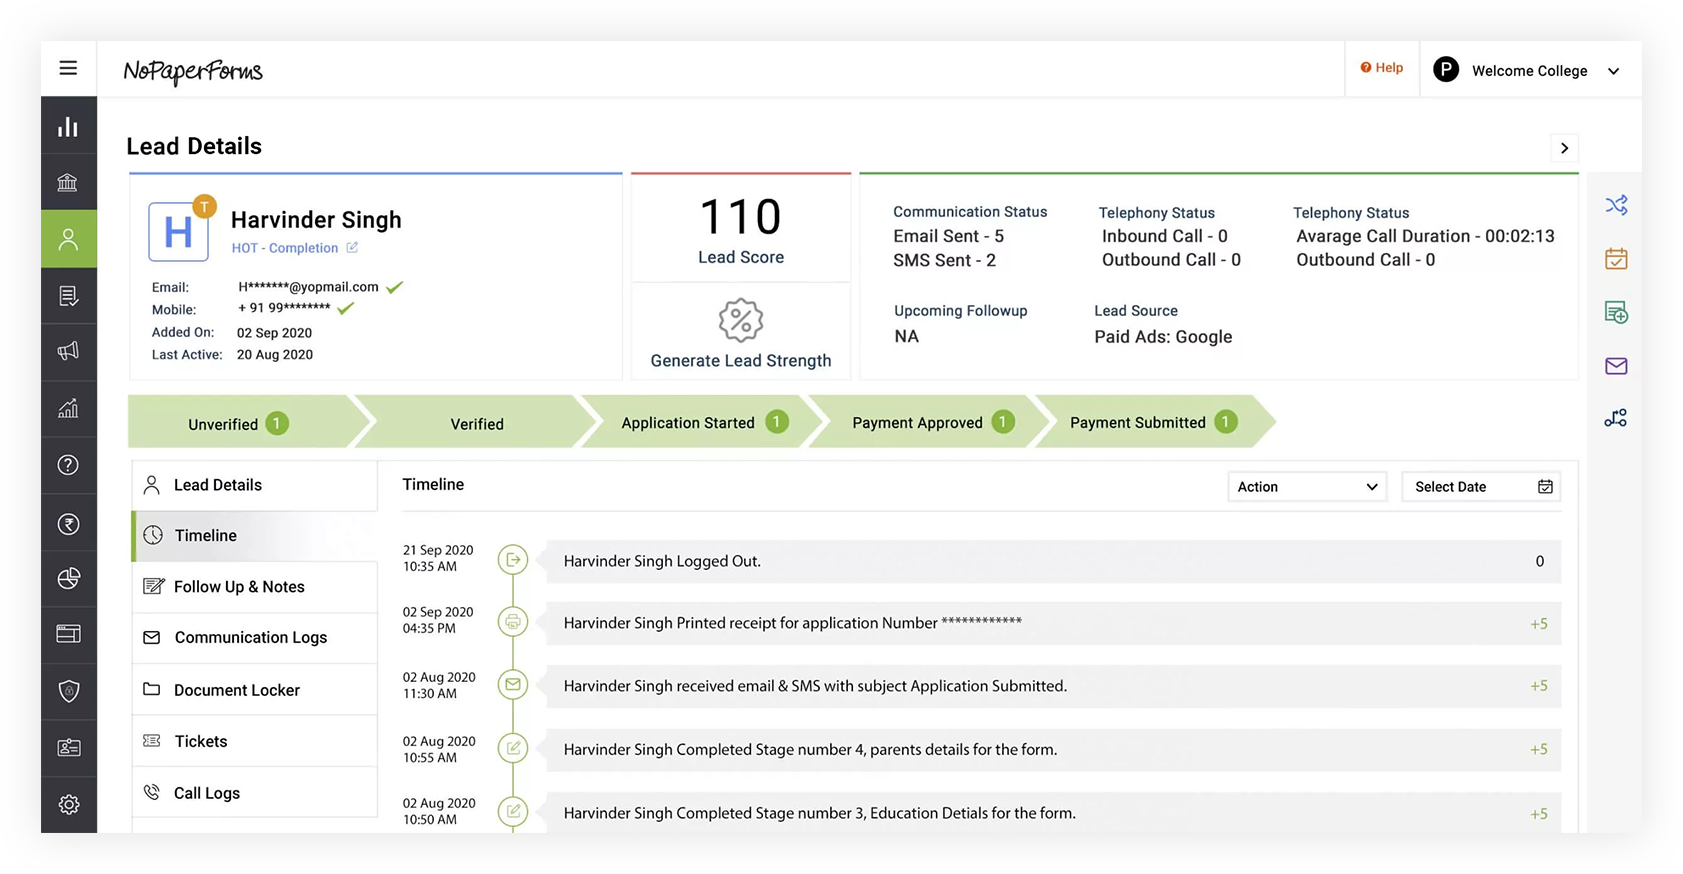 NoPaperForms
Help
P
Welcome College
Lead Details
H
T
Harvinder Singh
HOT - Completion
Email: H*******@yopmail.com
Mobile: + 91 99********
Added On: 02 Sep 2020
Last Active: 20 Aug 2020
110
Lead Score
Generate Lead Strength
Communication Status
Email Sent - 5
SMS Sent - 2
Telephony Status
Inbound Call - 0
Outbound Call - 0
Telephony Status
Avarage Call Duration - 00:02:13
Outbound Call - 0
Upcoming Followup
NA
Lead Source
Paid Ads: Google
Unverified 1
Verified
Application Started 1
Payment Approved 1
Payment Submitted 1
Lead Details
Timeline
Follow Up & Notes
Communication Logs
Document Locker
Tickets
Call Logs
Timeline
Action
Select Date
21 Sep 2020
10:35 AM
Harvinder Singh Logged Out. 0
02 Sep 2020
04:35 PM
Harvinder Singh Printed receipt for application Number ************ +5
02 Aug 2020
11:30 AM
Harvinder Singh received email & SMS with subject Application Submitted. +5
02 Aug 2020
10:55 AM
Harvinder Singh Completed Stage number 4, parents details for the form. +5
02 Aug 2020
10:50 AM
Harvinder Singh Completed Stage number 3, Education Detials for the form. +5